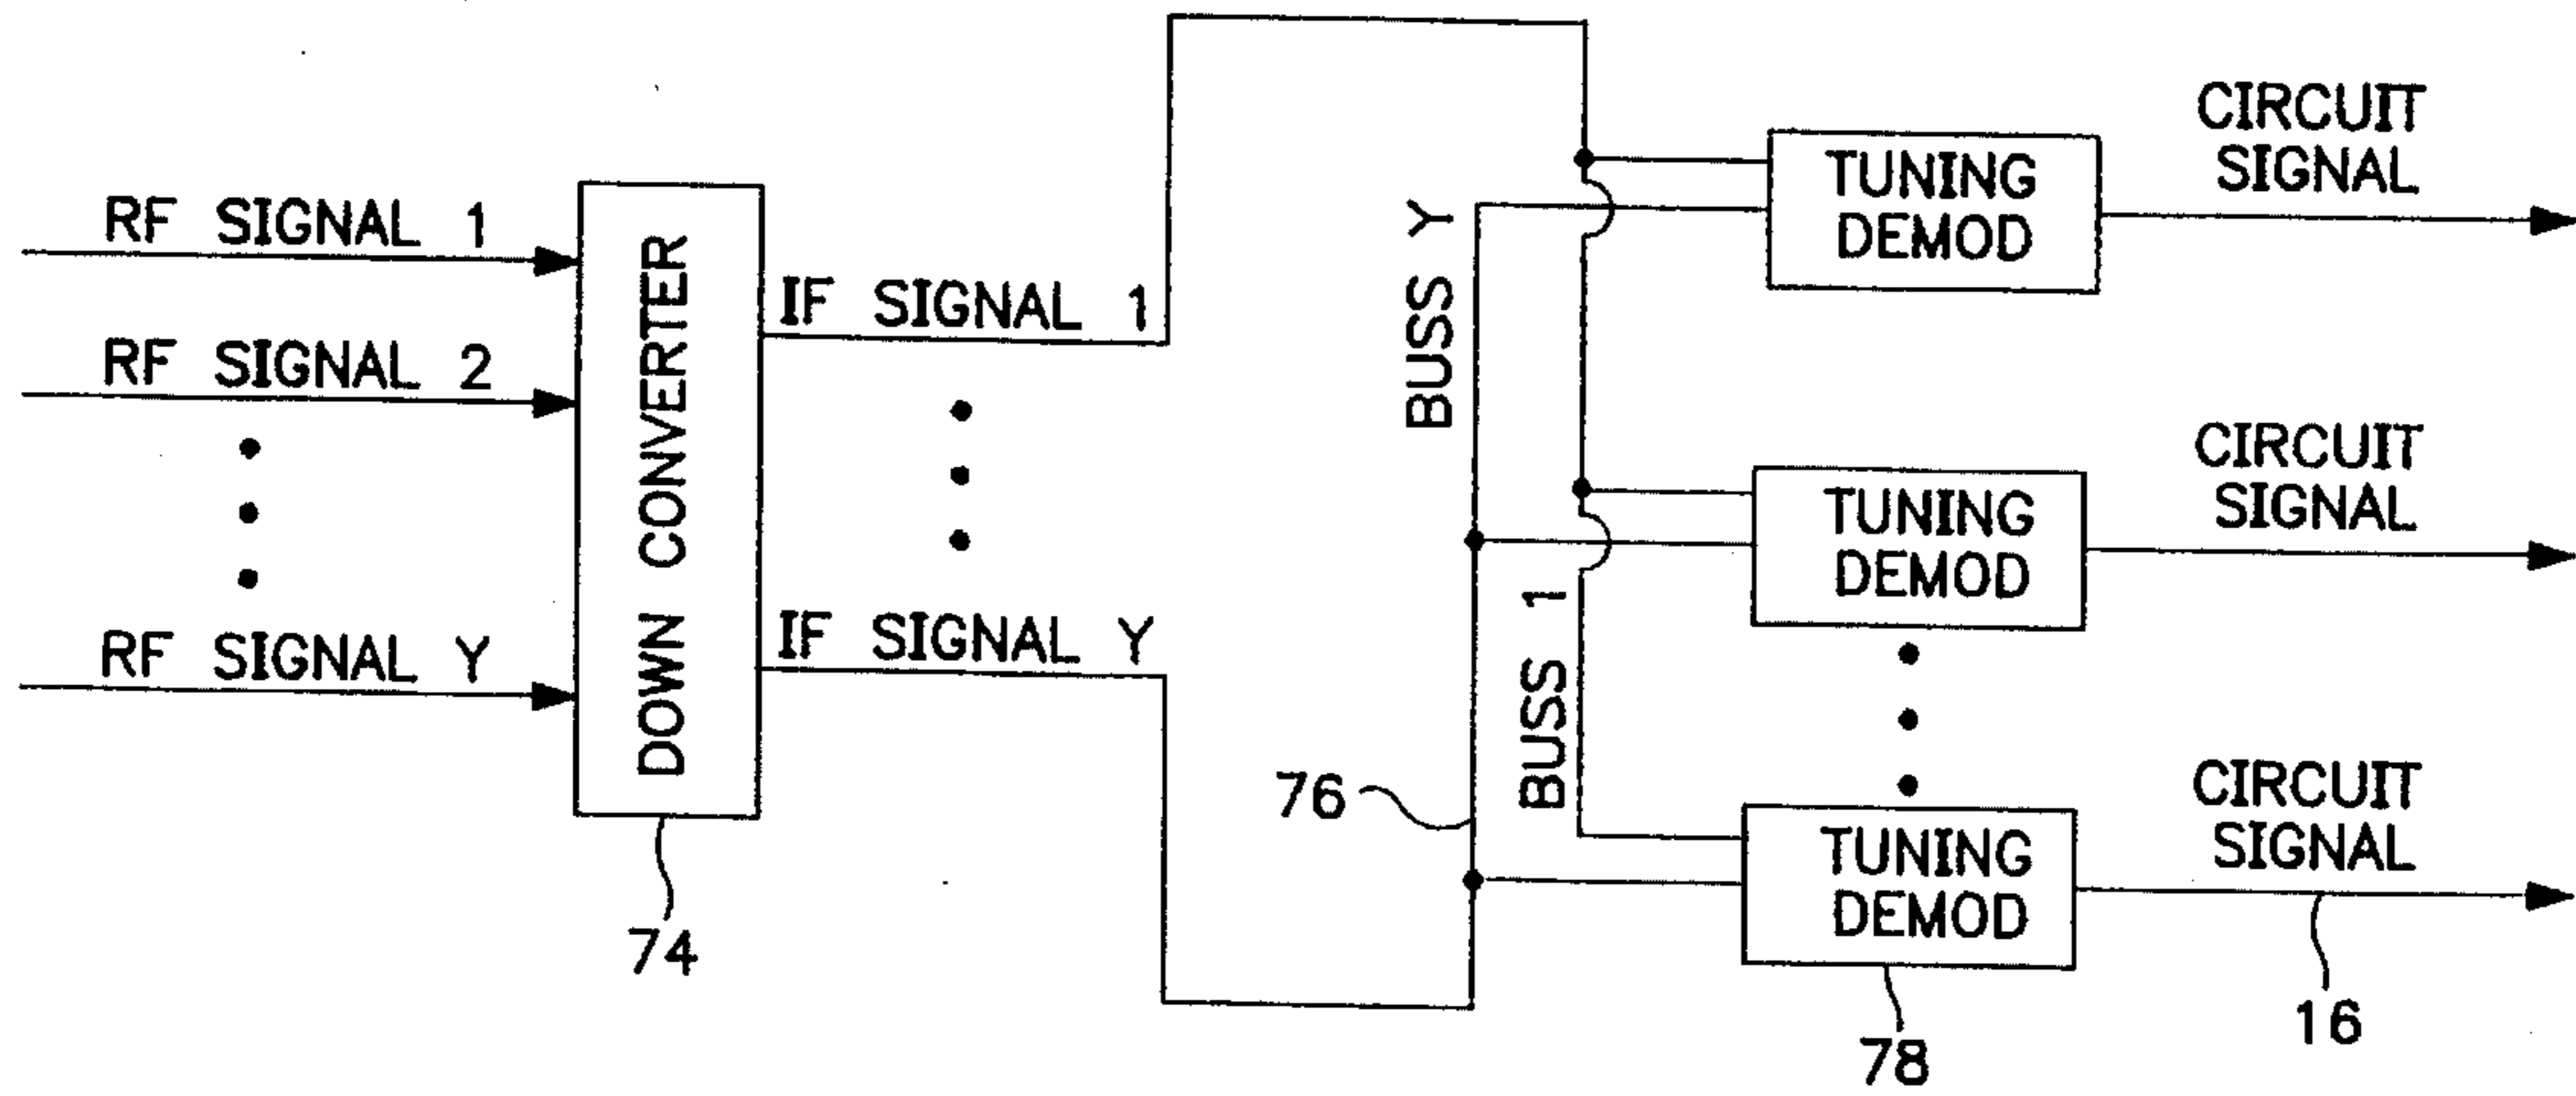 RF SIGNAL 1
RF SIGNAL 2
RF SIGNAL Y
DOWN CONVERTER
74
IF SIGNAL 1
IF SIGNAL Y
BUSS Y
BUSS 1
76
TUNING
DEMOD
CIRCUIT
SIGNAL
TUNING
DEMOD
CIRCUIT
SIGNAL
TUNING
DEMOD
CIRCUIT
SIGNAL
78
16